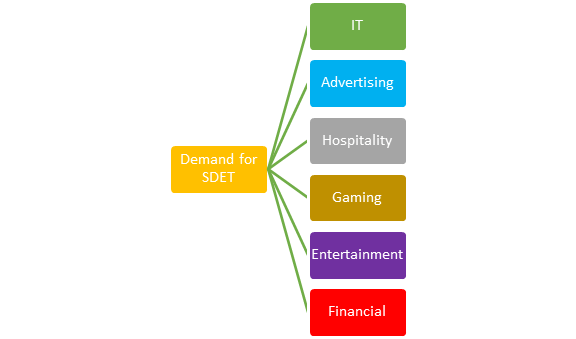 IT
Advertising
Hospitality
Demand for
SDET
Gaming
Entertainment
Financial